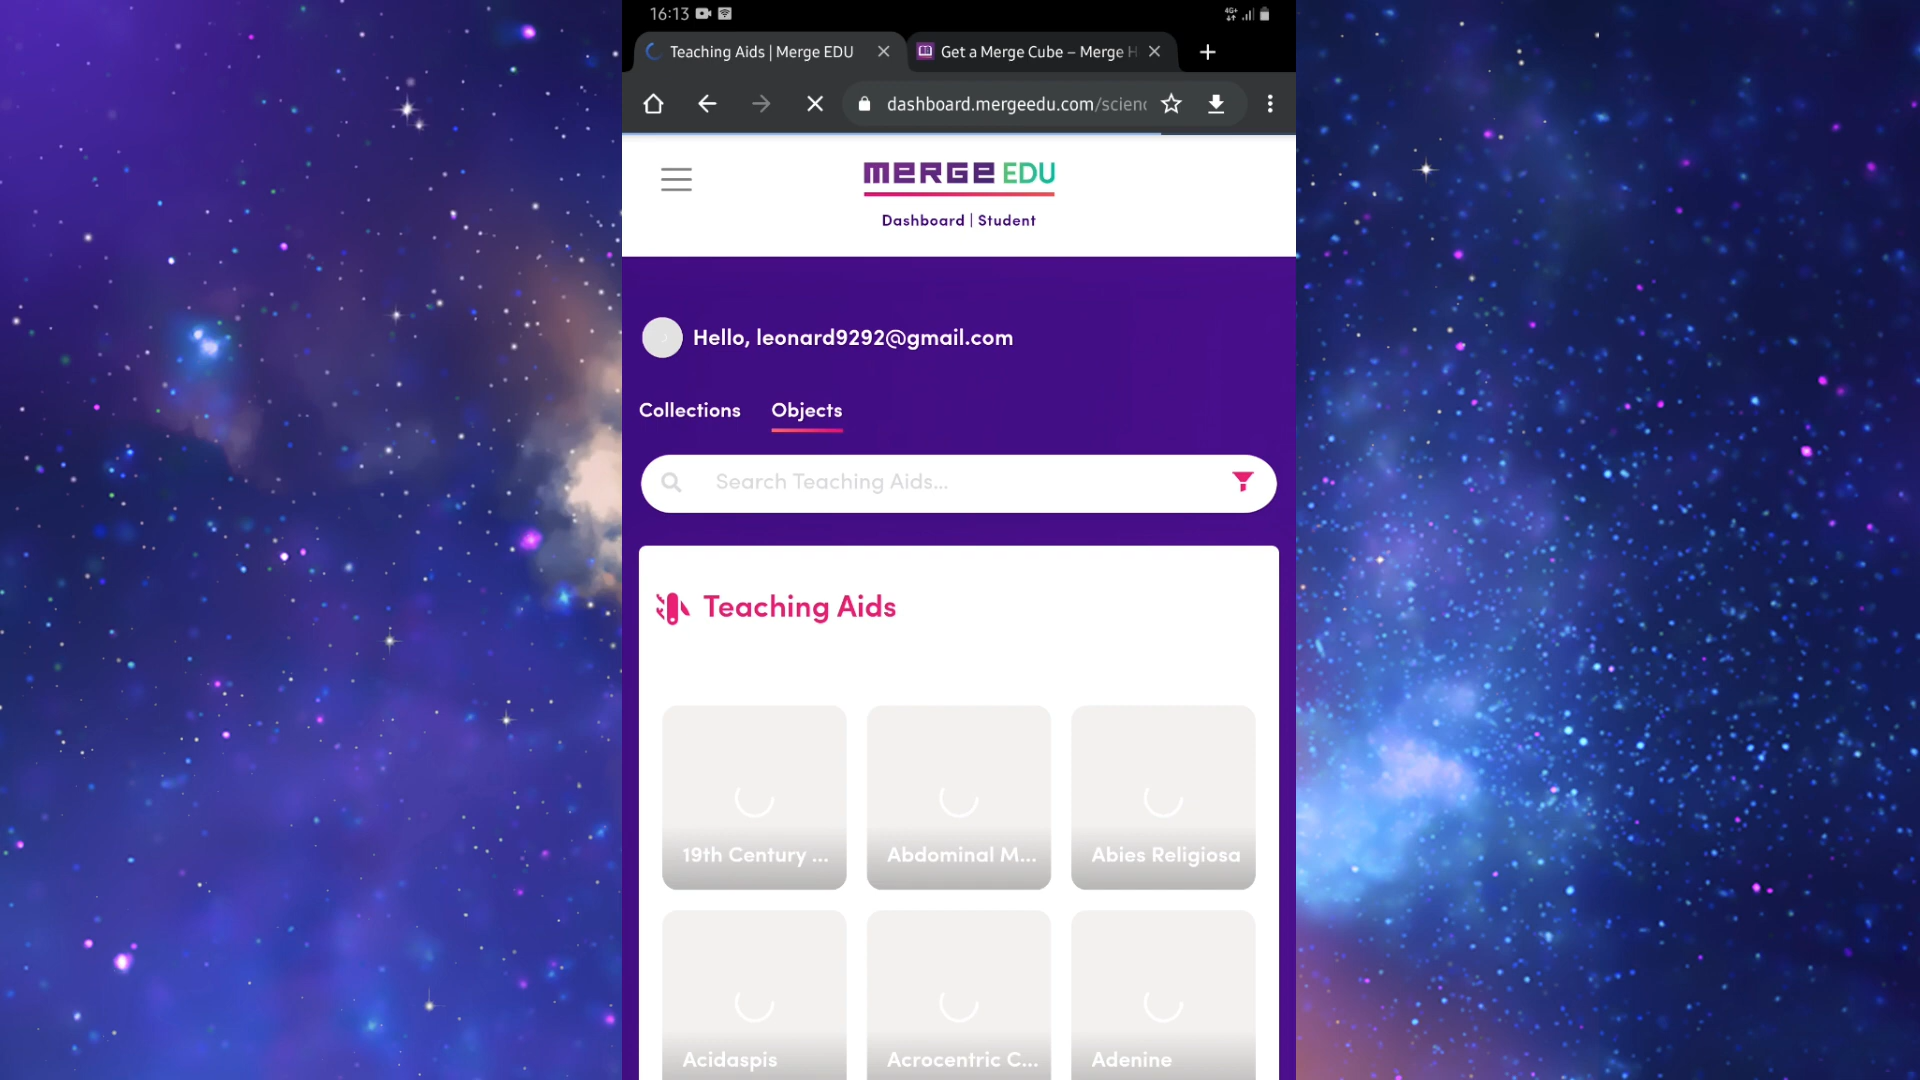 16:13
4G+
Teaching Aids | Merge EDU
Get a Merge Cube – Merge H
dashboard.mergeedu.com/scienc
MERGE EDU
Dashboard | Student
Hello, leonard9292@gmail.com
Collections
Objects
Search Teaching Aids...
Teaching Aids
19th Century ...
Abdominal M...
Abies Religiosa
Acidaspis
Acrocentric C...
Adenine